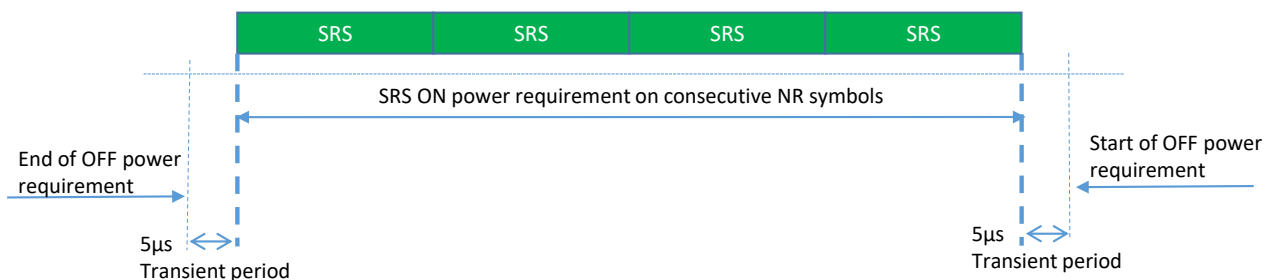 SRS SRS SRS SRS
SRS ON power requirement on consecutive NR symbols
End of OFF power
requirement
Start of OFF power
requirement
5µs
Transient period
5µs
Transient period